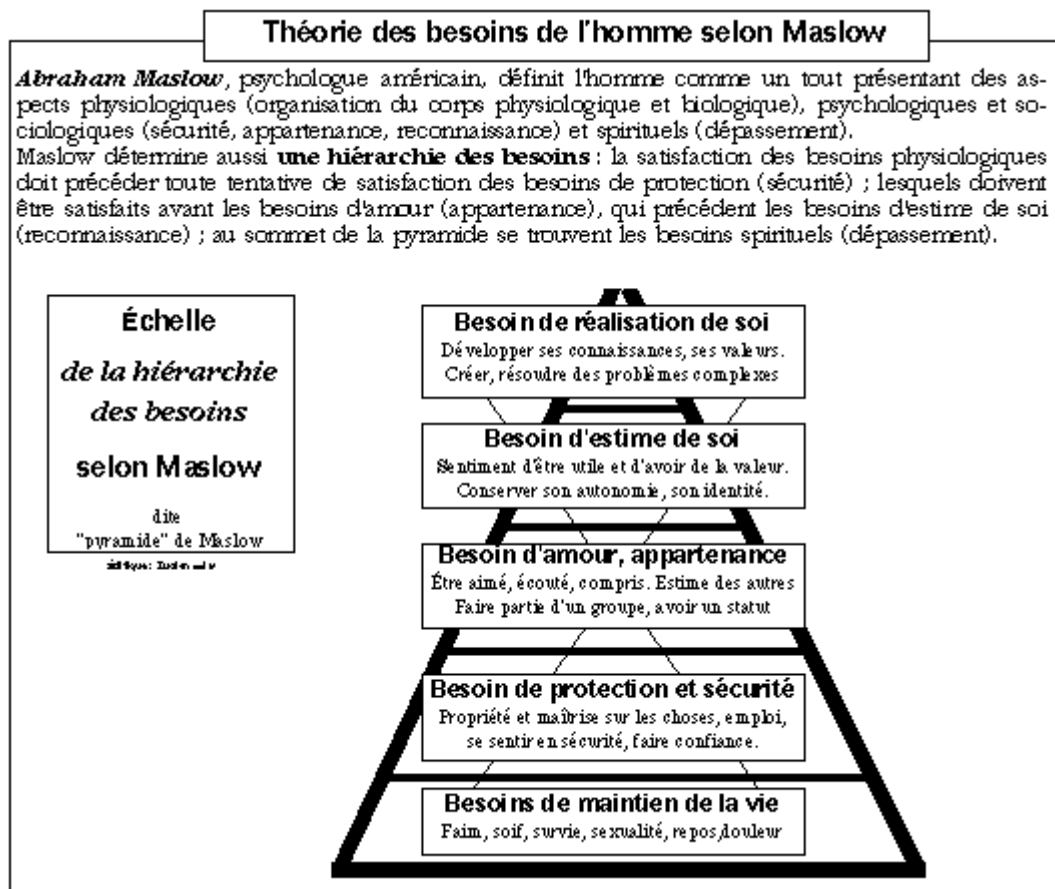 Théorie des besoins de l'homme selon Maslow
Abraham Maslow, psychologue américain, définit l'homme comme un tout présentant des as-
pects physiologiques (organisation du corps physiologique et biologique), psychologiques et so-
ciologiques (sécurité, appartenance, reconnaissance) et spirituels (dépassement).
Maslow détermine aussi une hiérarchie des besoins : la satisfaction des besoins physiologiques
doit précéder toute tentative de satisfaction des besoins de protection (sécurité) ; lesquels doivent
être satisfaits avant les besoins d'amour (appartenance), qui précédent les besoins d'estime de soi
(reconnaissance) ; au sommet de la pyramide se trouvent les besoins spirituels (dépassement).
Échelle
de la hiérarchie
des besoins
selon Maslow
dite
"pyramide" de Maslow
Besoin de réalisation de soi
Développer ses connaissances, ses valeurs.
Créer, résoudre des problèmes complexes
Besoin d'estime de soi
Sentiment d'être utile et d'avoir de la valeur.
Conserver son autonomie, son identité.
Besoin d'amour, appartenance
Être aimé, écouté, compris. Estime des autres
Faire partie d'un groupe, avoir un statut
Besoin de protection et sécurité
Propriété et maîtrise sur les choses, emploi,
se sentir en sécurité, faire confiance.
Besoins de maintien de la vie
Faim, soif, survie, sexualité, repos,douleur